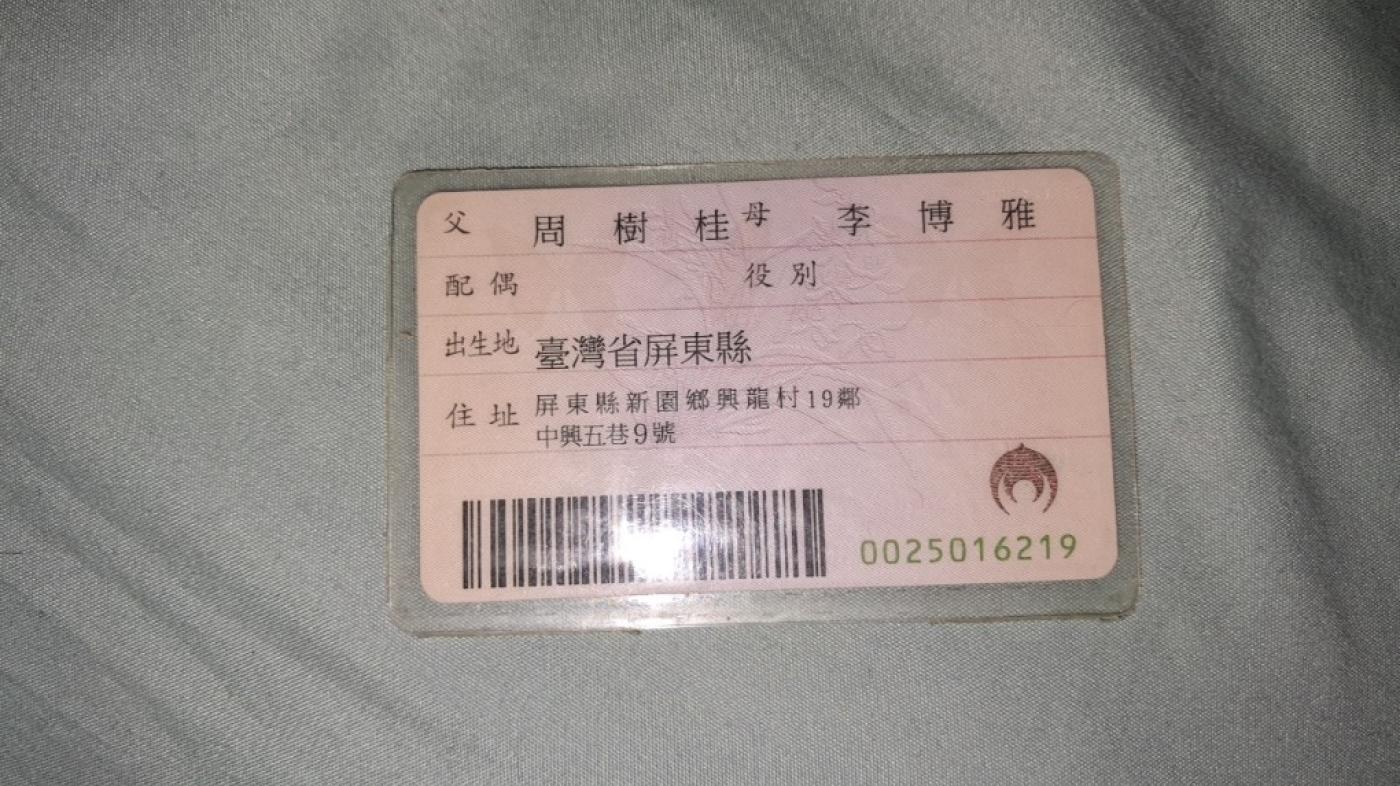 父 周樹桂 母 李博雅
配偶 役別
出生地 臺灣省屏東縣
住址 屏東縣新園鄉興龍村19鄰
中興五巷9號
0025016219